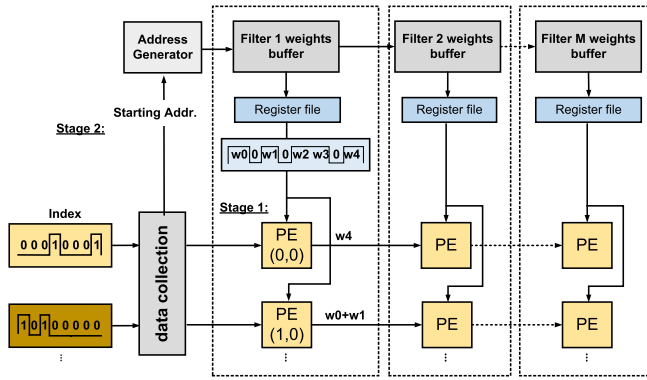 Address
Generator
Filter 1 weights
buffer
Filter 2 weights
buffer
Filter M weights
buffer
Starting Addr.
Stage 2:
Register file
Register file
Register file
w0 0 w1 0 w2 w3 0 w4
Stage 1:
Index
0 0 0 1 0 0 0 1
data collection
PE
(0,0)
w4
PE
PE
1 0 1 0 0 0 0 0
PE
(1,0)
w0+w1
PE
PE
...
...
...
...